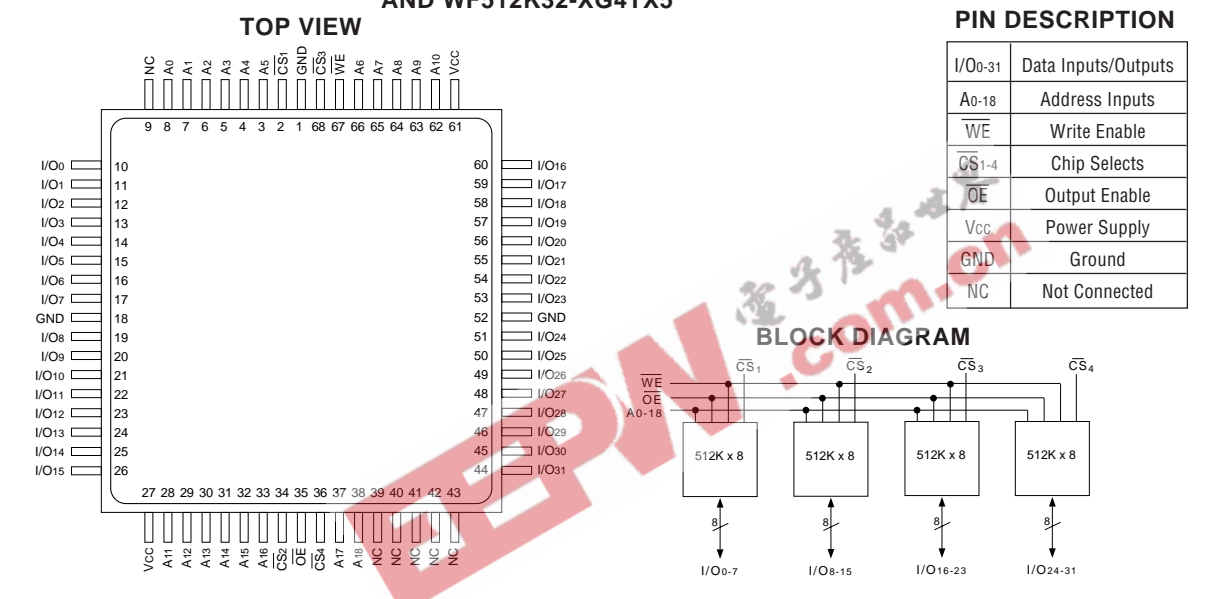 AND WF512K32-XG4TX5
TOP VIEW
NC A0 A1 A2 A3 A4 A5 CS1 GND CS3 WE A6 A7 A8 A9 A10 VCC
9 8 7 6 5 4 3 2 1 68 67 66 65 64 63 62 61
I/O0 10 60 I/O16
I/O1 11 59 I/O17
I/O2 12 58 I/O18
I/O3 13 57 I/O19
I/O4 14 56 I/O20
I/O5 15 55 I/O21
I/O6 16 54 I/O22
I/O7 17 53 I/O23
GND 18 52 GND
I/O8 19 51 I/O24
I/O9 20 50 I/O25
I/O10 21 49 I/O26
I/O11 22 48 I/O27
I/O12 23 47 I/O28
I/O13 24 46 I/O29
I/O14 25 45 I/O30
I/O15 26 44 I/O31
27 28 29 30 31 32 33 34 35 36 37 38 39 40 41 42 43
VCC A11 A12 A13 A14 A15 A16 CS2 OE CS4 A17 A18 NC NC NC NC NC
PIN DESCRIPTION
I/O0-31 Data Inputs/Outputs
A0-18 Address Inputs
WE Write Enable
CS1-4 Chip Selects
OE Output Enable
VCC Power Supply
GND Ground
NC Not Connected
BLOCK DIAGRAM
CS1 CS2 CS3 CS4
WE
OE
A0-18
512K x 8 512K x 8 512K x 8 512K x 8
8 8 8 8
I/O0-7 I/O8-15 I/O16-23 I/O24-31
EEPW
.com.cn
電子產品世界